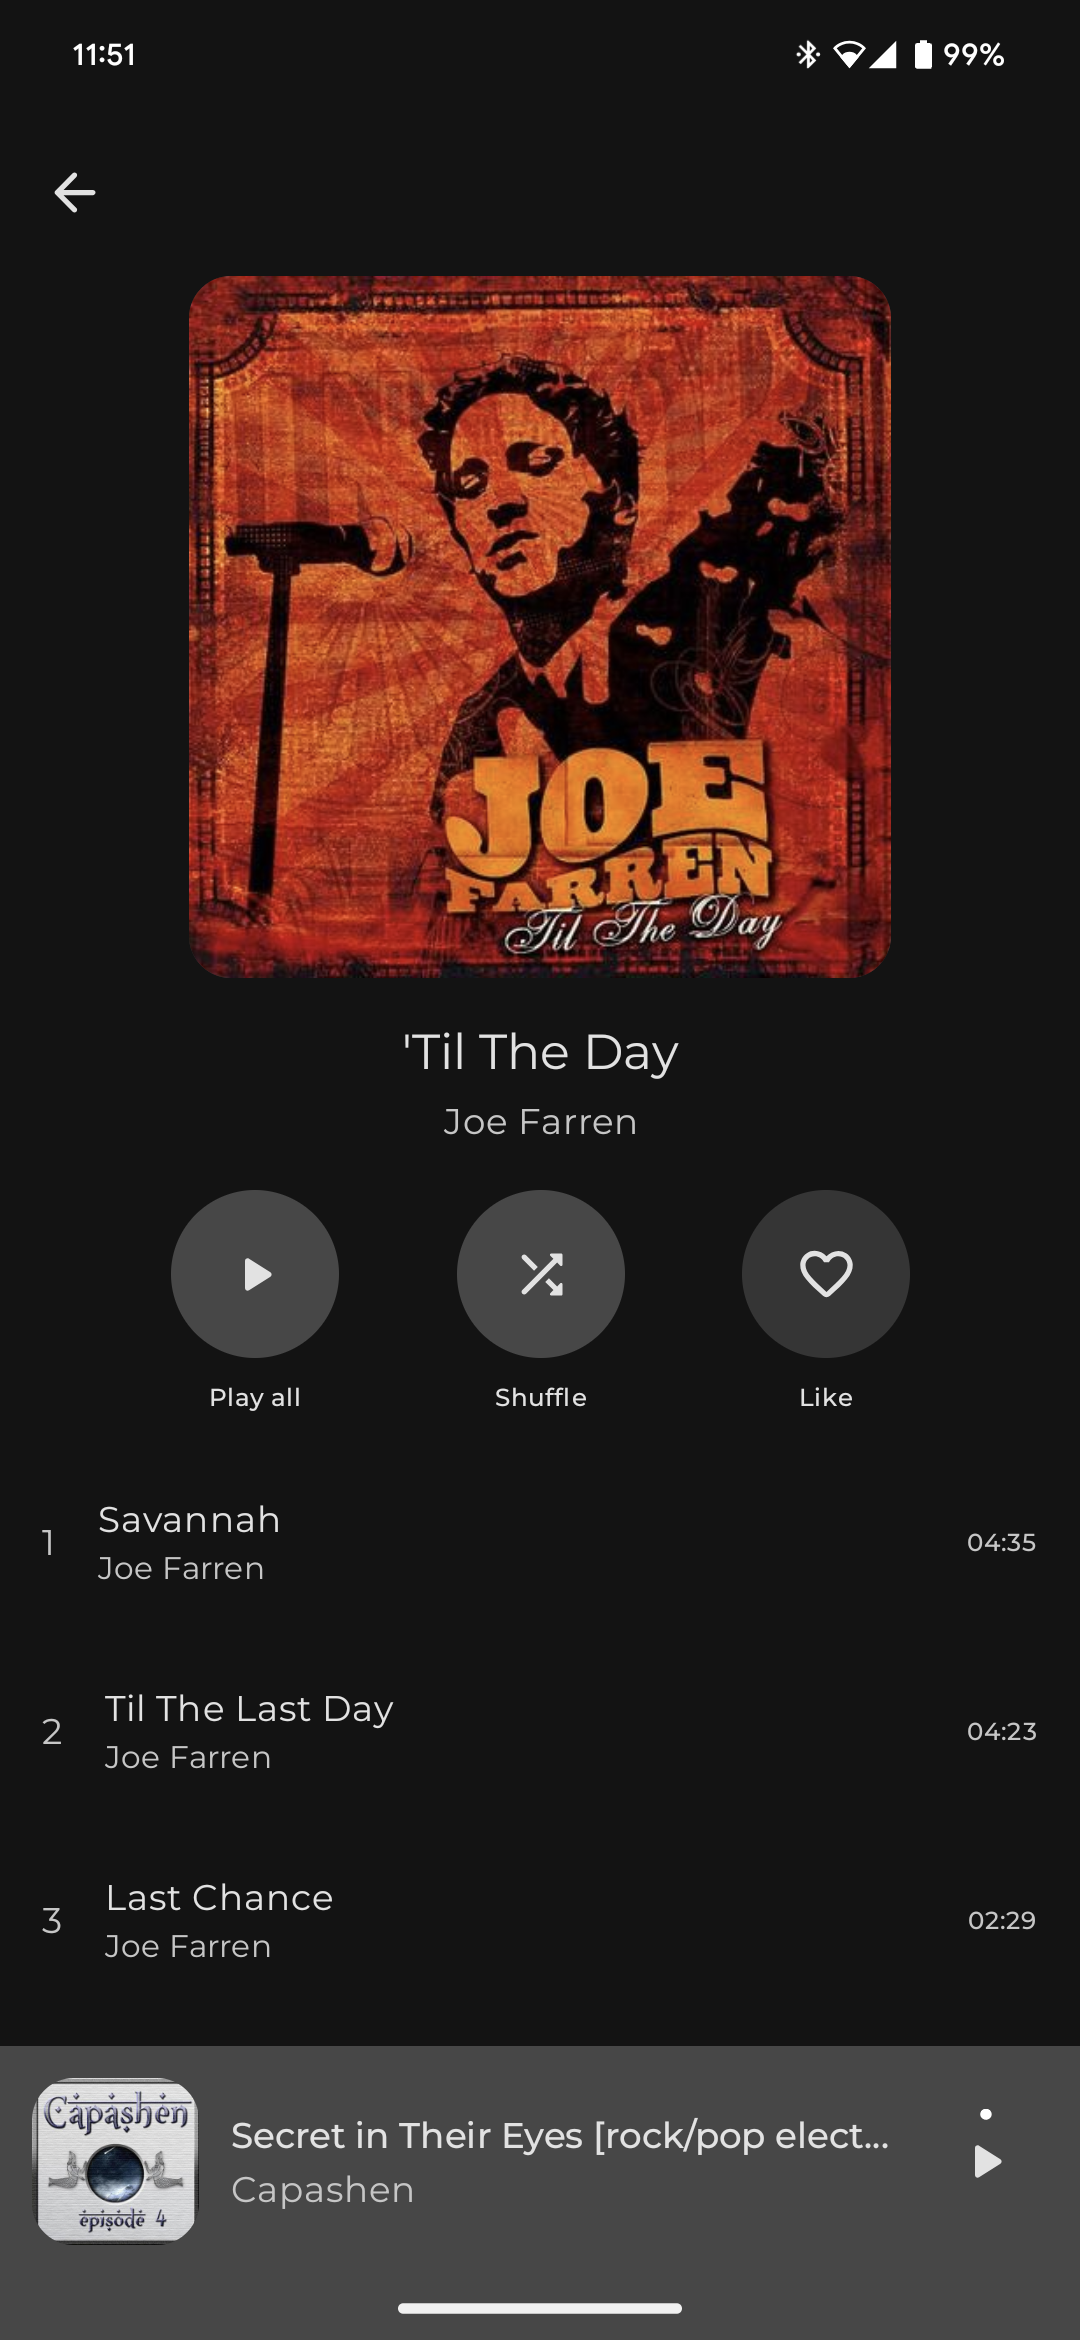 11:51
99%
JOE
FARREN
Til The Day
'Til The Day
Joe Farren
Play all
Shuffle
Like
1
Savannah
Joe Farren
04:35
2
Til The Last Day
Joe Farren
04:23
3
Last Chance
Joe Farren
02:29
Capashen
episode 4
Secret in Their Eyes [rock/pop elect...
Capashen